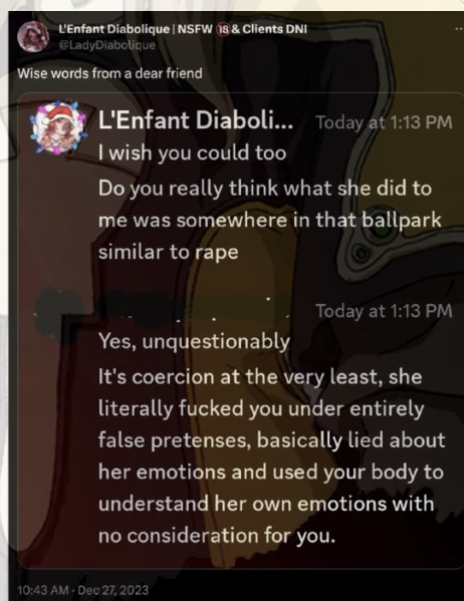 L'Enfant Diabolique | NSFW 🔞 & Clients DNI
@LadyDiabolique
Wise words from a dear friend
L'Enfant Diaboli... Today at 1:13 PM
I wish you could too
Do you really think what she did to
me was somewhere in that ballpark
similar to rape
Today at 1:13 PM
Yes, unquestionably
It's coercion at the very least, she
literally fucked you under entirely
false pretenses, basically lied about
her emotions and used your body to
understand her own emotions with
no consideration for you.
10:43 AM - Dec 27, 2023